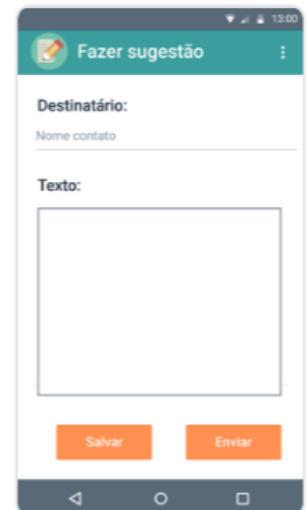 13:00
Fazer sugestão
Destinatário:
Nome contato
Texto:
Salvar Enviar